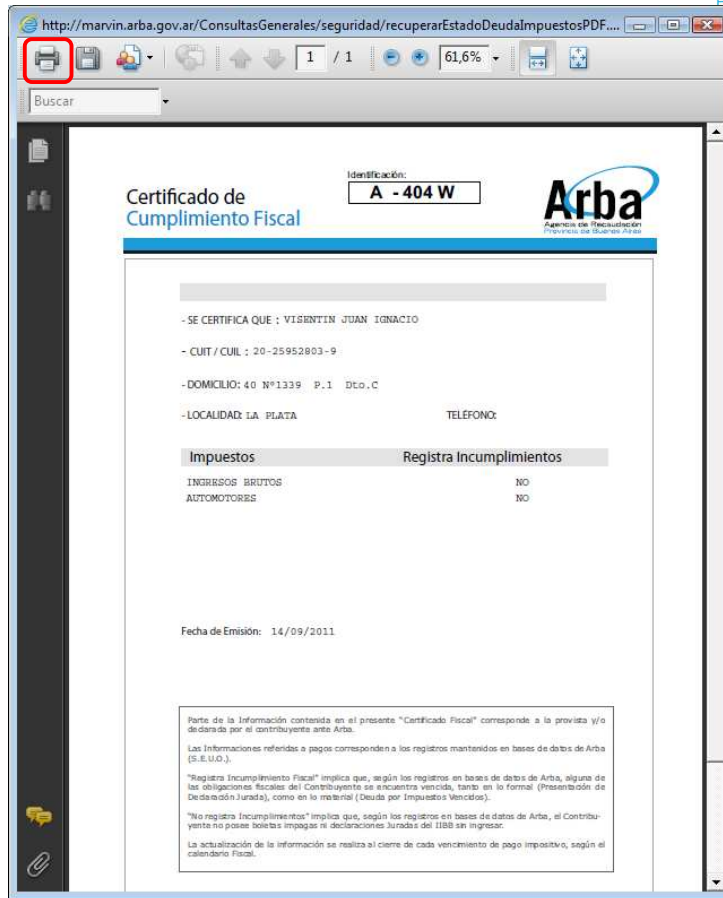 http://marvin.arba.gov.ar/ConsultasGenerales/seguridad/recuperarEstadoDeudaImpuestosPDF....
1 / 1 61,6%
Buscar
Identificación:
A - 404 W
Certificado de
Cumplimiento Fiscal
Arba
Agencia de Recaudación
Provincia de Buenos Aires
- SE CERTIFICA QUE : VISENTIN JUAN IGNACIO
- CUIT / CUIL : 20-25952803-9
- DOMICILIO: 40 Nº1339 P.1 Dto.C
- LOCALIDAD: LA PLATA TELÉFONO:
Impuestos Registra Incumplimientos
INGRESOS BRUTOS NO
AUTOMOTORES NO
Fecha de Emisión: 14/09/2011
Parte de la Información contenida en el presente "Certificado Fiscal" corresponde a la provista y/o
declarada por el contribuyente ante Arba.
Las Informaciones referidas a pagos corresponden a los registros mantenidos en bases de datos de Arba
(S.E.U.O.).
"Registra Incumplimiento Fiscal" implica que, según los registros en bases de datos de Arba, alguna de
las obligaciones fiscales del Contribuyente se encuentra vencida, tanto en lo formal (Presentación de
Declaración Jurada), como en lo material (Deuda por Impuestos Vencidos).
"No registra Incumplimientos" implica que, según los registros en bases de datos de Arba, el Contribu-
yente no posee boletas impagas ni declaraciones Juradas del IIBB sin ingresar.
La actualización de la información se realiza al cierre de cada vencimiento de pago impositivo, según el
calendario Fiscal.